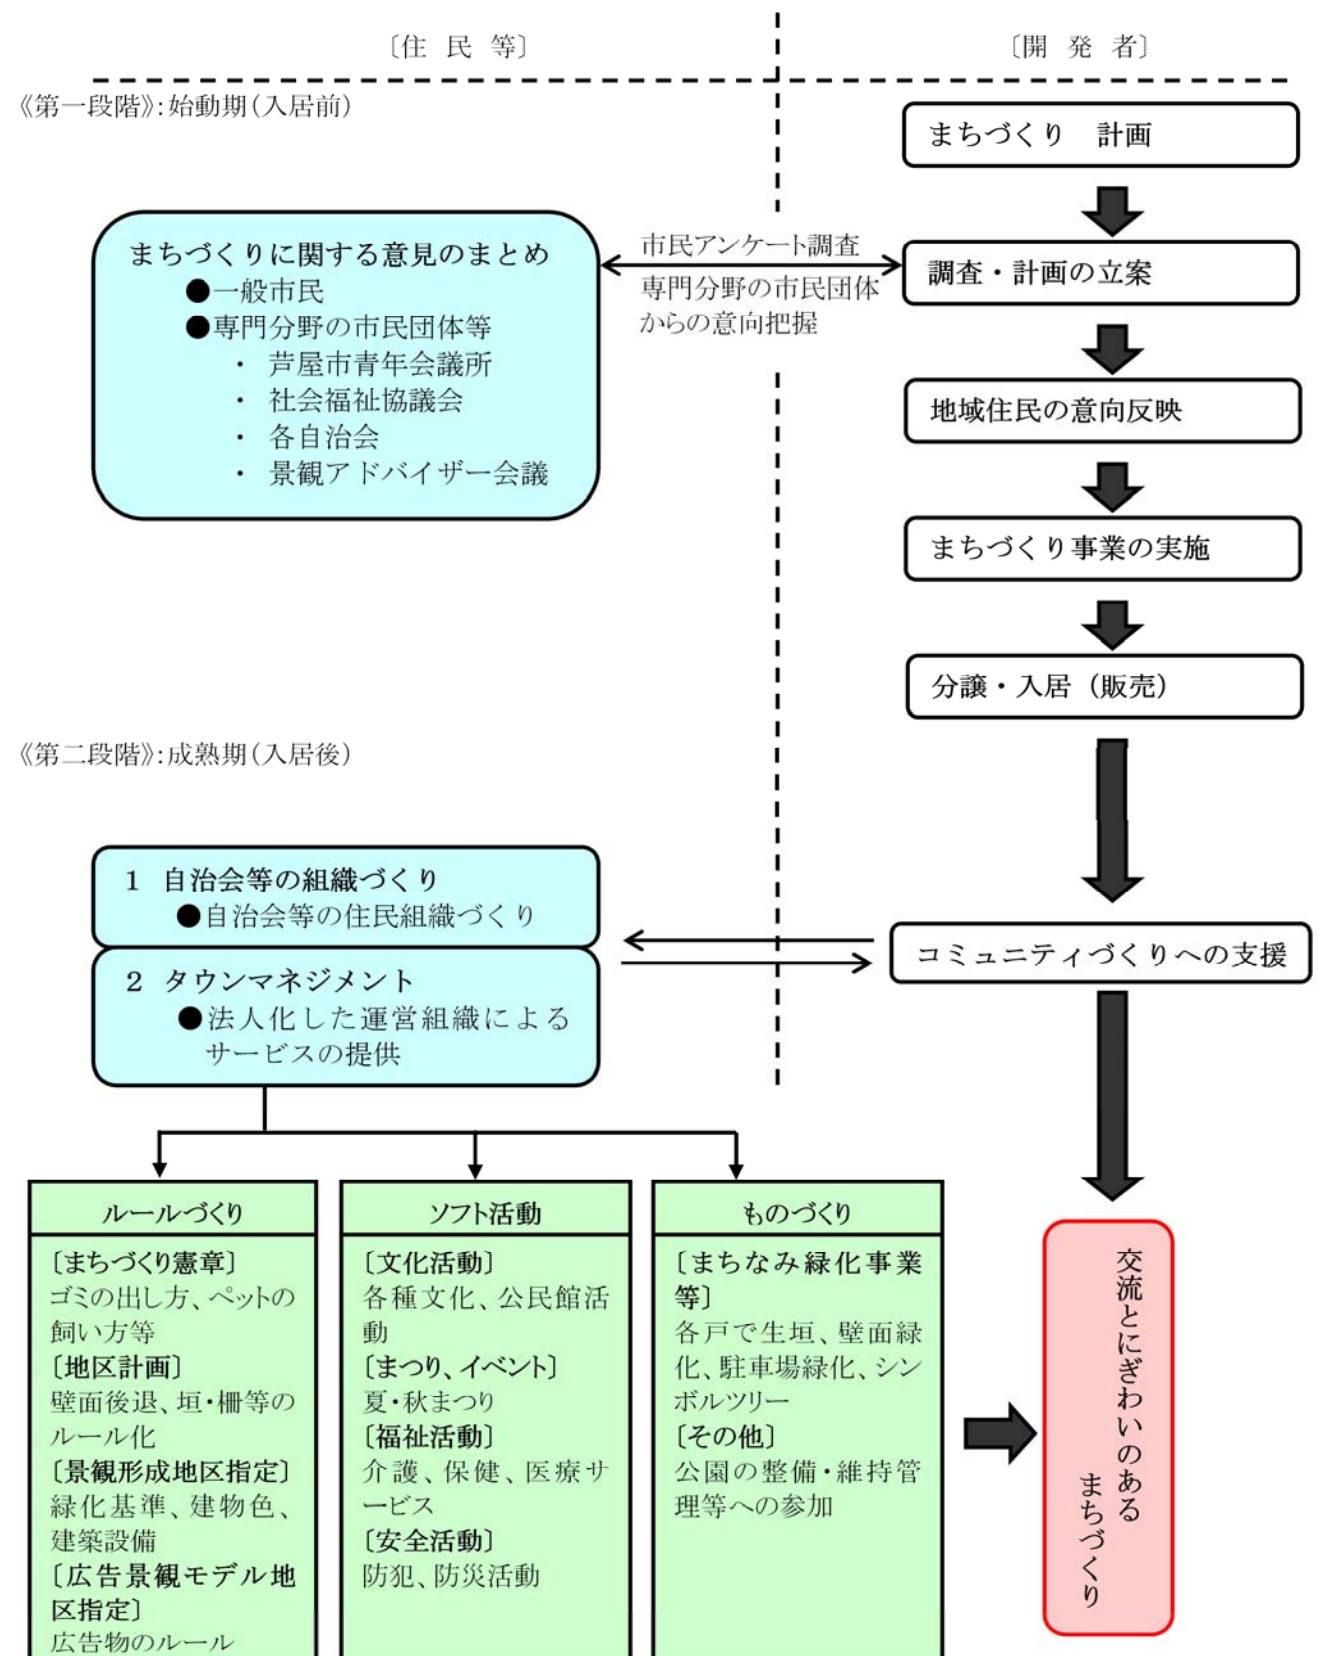 〔住 民 等〕
〔開 発 者〕
《第一段階》：始動期（入居前）
まちづくり 計画
まちづくりに関する意見のまとめ
●一般市民
●専門分野の市民団体等
・ 芦屋市青年会議所
・ 社会福祉協議会
・ 各自治会
・ 景観アドバイザー会議
市民アンケート調査
専門分野の市民団体
からの意向把握
調査・計画の立案
地域住民の意向反映
まちづくり事業の実施
分譲・入居（販売）
《第二段階》：成熟期（入居後）
1 自治会等の組織づくり
●自治会等の住民組織づくり
2 タウンマネジメント
●法人化した運営組織による
サービスの提供
コミュニティづくりへの支援
ルールづくり
〔まちづくり憲章〕
ゴミの出し方、ペットの
飼い方等
〔地区計画〕
壁面後退、垣・柵等の
ルール化
〔景観形成地区指定〕
緑化基準、建物色、
建築設備
〔広告景観モデル地
区指定〕
広告物のルール
ソフト活動
〔文化活動〕
各種文化、公民館活
動
〔まつり、イベント〕
夏・秋まつり
〔福祉活動〕
介護、保健、医療サ
ービス
〔安全活動〕
防犯、防災活動
ものづくり
〔まちなみ緑化事業
等〕
各戸で生垣、壁面緑
化、駐車場緑化、シン
ボルツリー
〔その他〕
公園の整備・維持管
理等への参加
交流とにぎわいのある
まちづくり